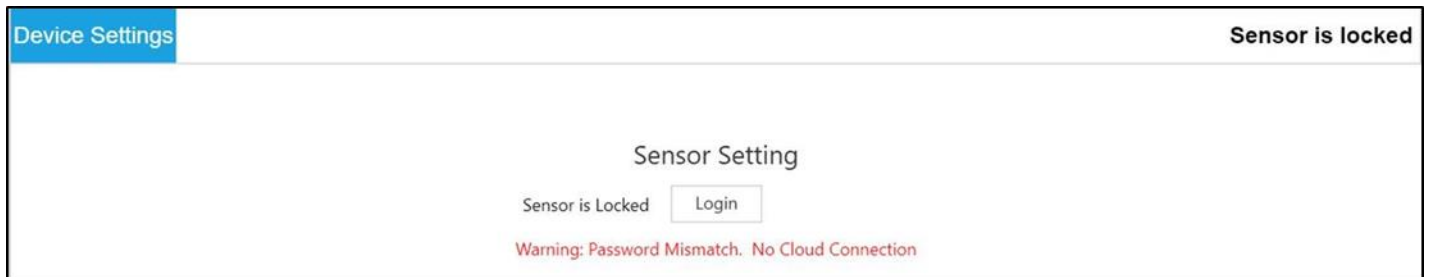 Device Settings
Sensor is locked
Sensor Setting
Sensor is Locked
Login
Warning: Password Mismatch.  No Cloud Connection